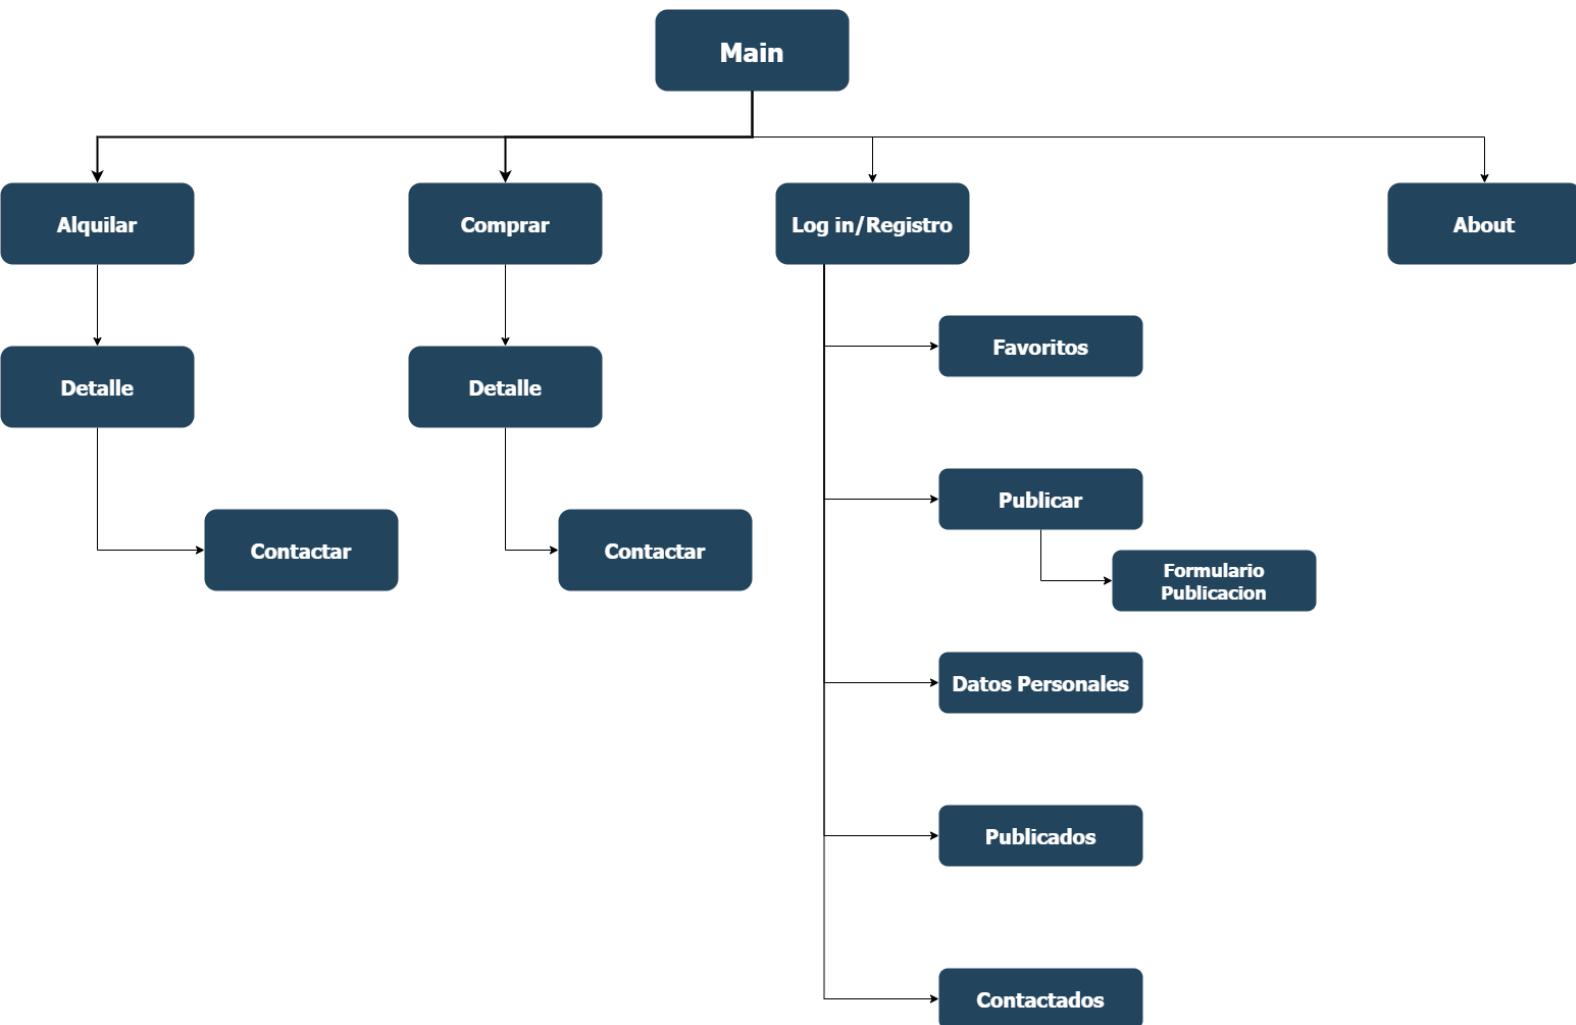 Main
Alquilar
Comprar
Log in/Registro
About
Favoritos
Detalle
Detalle
Publicar
Contactar
Contactar
Formulario
Publicacion
Datos Personales
Publicados
Contactados